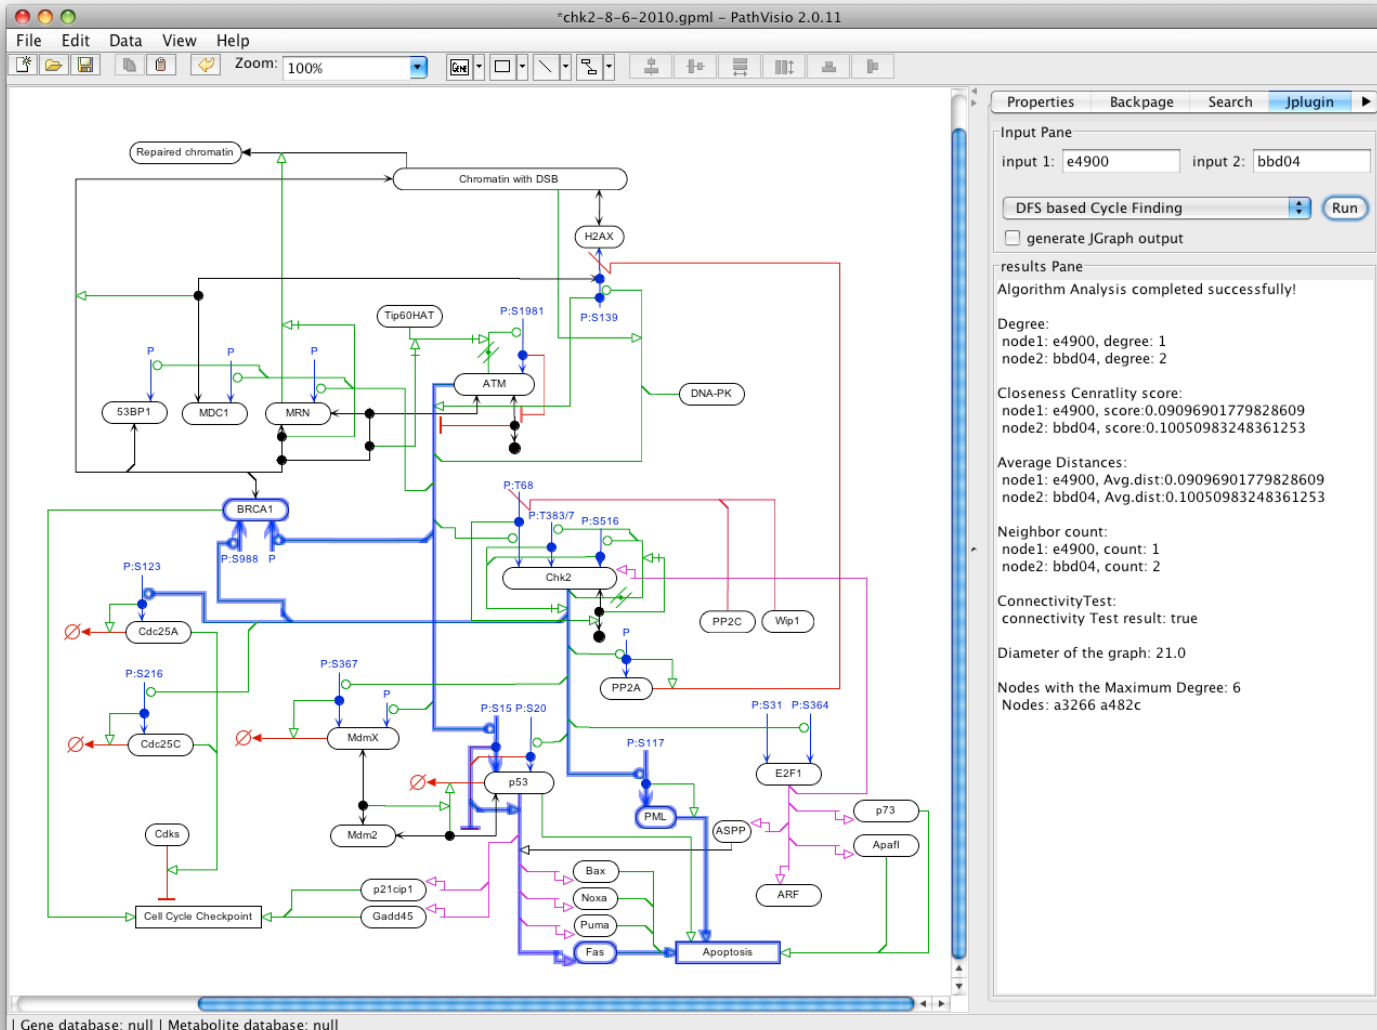 *chk2-8-6-2010.gpml – PathVisio 2.0.11
File Edit Data View Help
Zoom: 100%
GENE
Properties Backpage Search Jplugin
Input Pane
input 1: e4900 input 2: bbd04
DFS based Cycle Finding Run
generate JGraph output
results Pane
Algorithm Analysis completed successfully!
Degree:
node1: e4900, degree: 1
node2: bbd04, degree: 2
Closeness Cenratlity score:
node1: e4900, score:0.09096901779828609
node2: bbd04, score:0.10050983248361253
Average Distances:
node1: e4900, Avg.dist:0.09096901779828609
node2: bbd04, Avg.dist:0.10050983248361253
Neighbor count:
node1: e4900, count: 1
node2: bbd04, count: 2
ConnectivityTest:
connectivity Test result: true
Diameter of the graph: 21.0
Nodes with the Maximum Degree: 6
Nodes: a3266 a482c
Repaired chromatin
Chromatin with DSB
H2AX
P:S139
Tip60HAT
P:S1981
P P P
ATM
DNA-PK
53BP1 MDC1 MRN
P:T68
BRCA1
P:T383/7 P:S516
P:S988 P
P:S123
Chk2
PP2C Wip1
Cdc25A
P
P:S367
P:S216
PP2A
P
P:S15 P:S20
P:S31 P:S364
MdmX
Cdc25C
P:S117
E2F1
p53
p73
PML
ASPP
Cdks
Mdm2
Apafl
Bax
p21cip1
ARF
Noxa
Cell Cycle Checkpoint
Gadd45
Puma
Fas
Apoptosis
| Gene database: null | Metabolite database: null